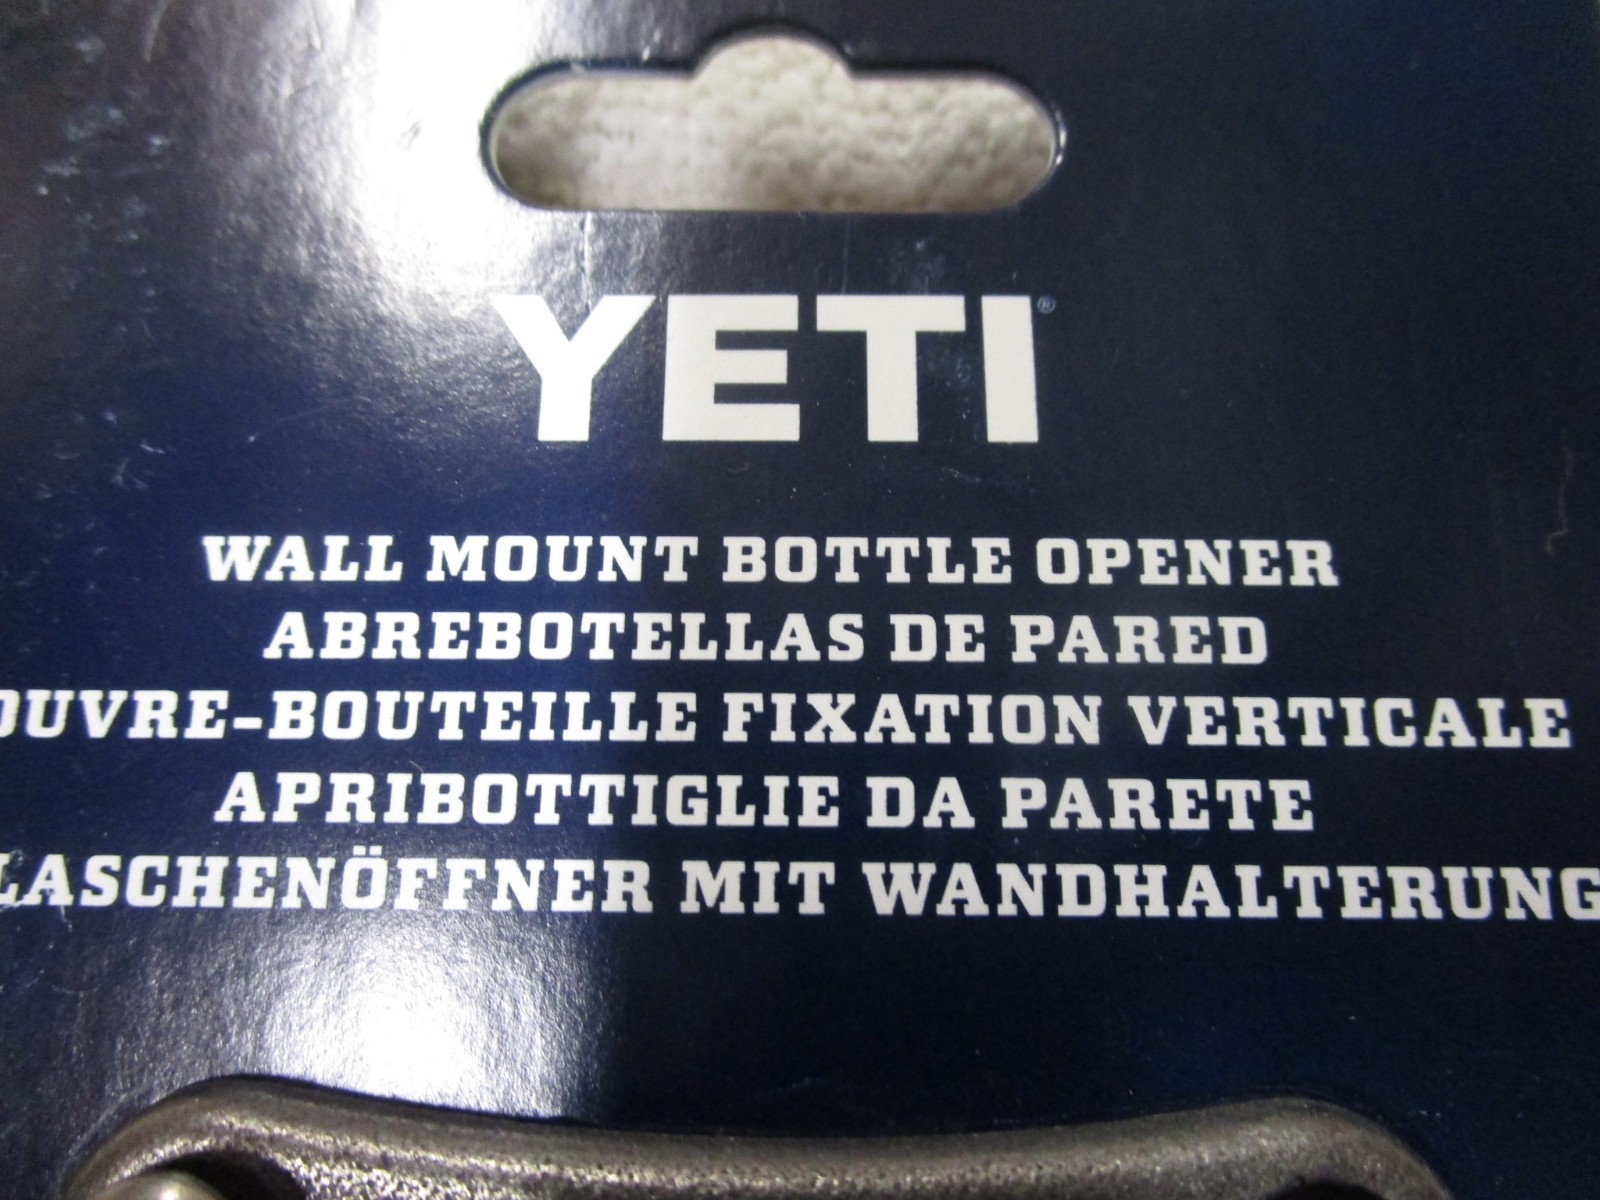 YETI®
WALL MOUNT BOTTLE OPENER
ABREBOTELLAS DE PARED
OUVRE-BOUTEILLE FIXATION VERTICALE
APRIBOTTIGLIE DA PARETE
LASCHENÖFFNER MIT WANDHALTERUNG